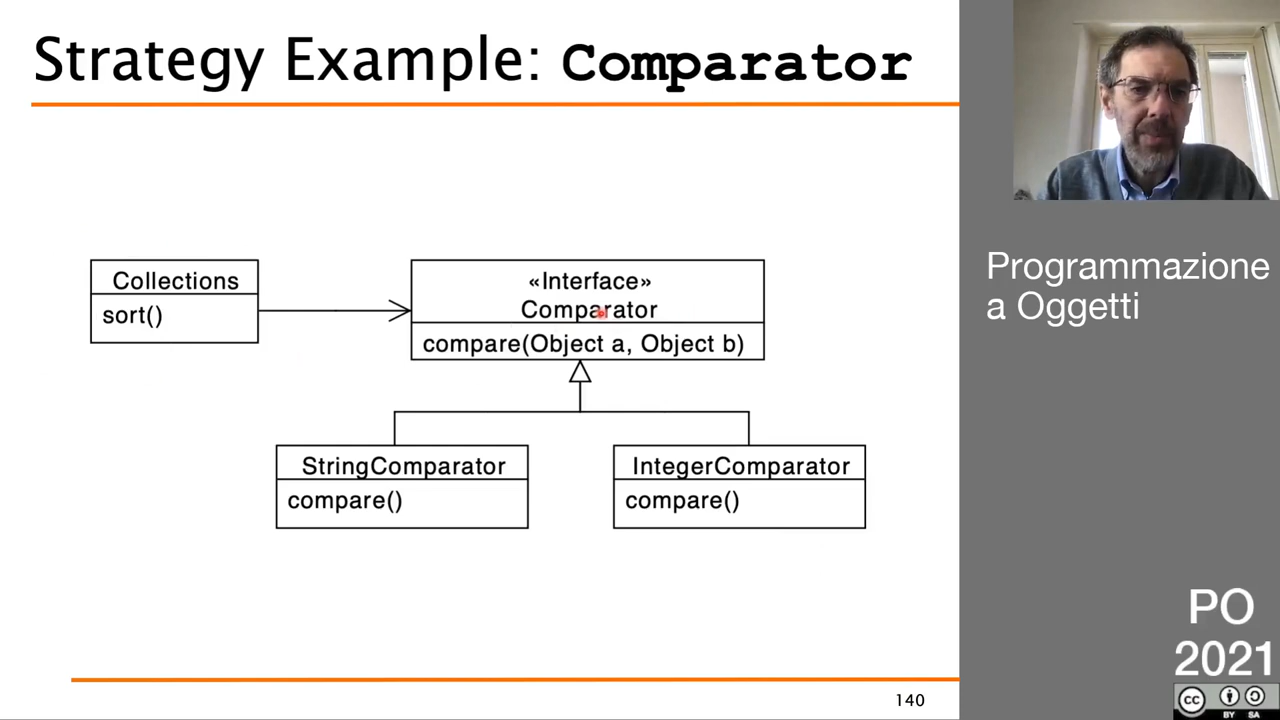 Strategy Example: Comparator
Collections
sort()
«Interface»
Comparator
compare(Object a, Object b)
StringComparator
compare()
IntegerComparator
compare()
140
Programmazione
a Oggetti
PO
2021
CC
BY SA